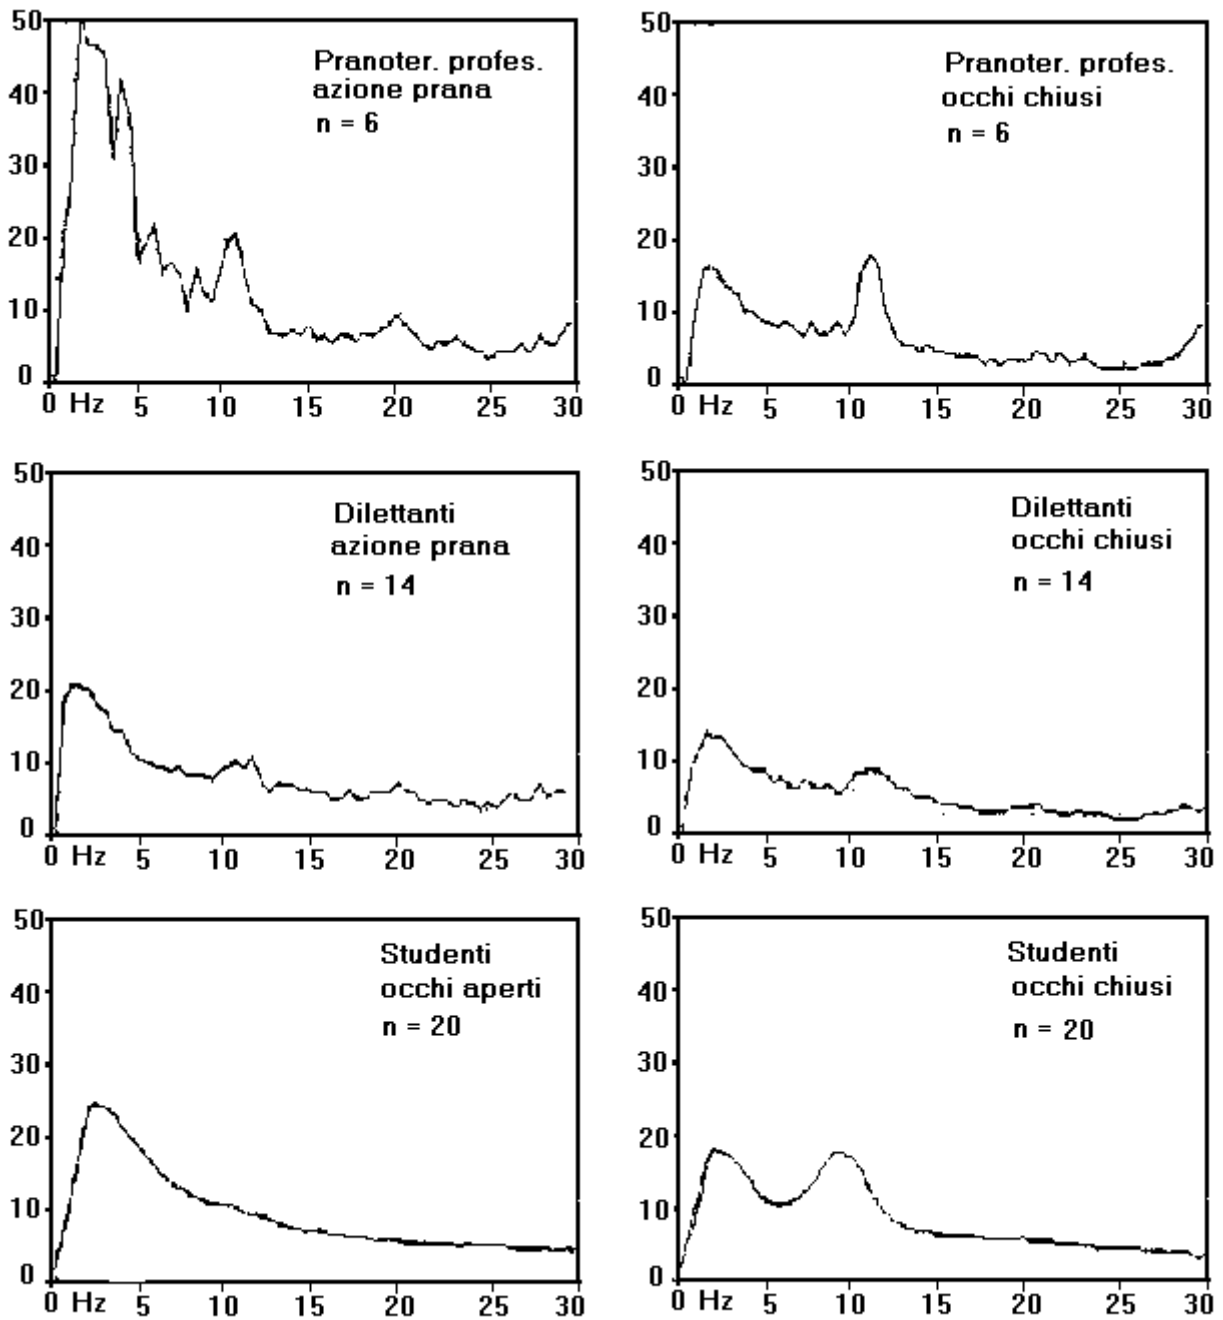 50
40
30
20
10
0
Pranoter. profes.
azione prana
n = 6
0 Hz 5 10 15 20 25 30
50
40
30
20
10
0
Pranoter. profes.
occhi chiusi
n = 6
0 Hz 5 10 15 20 25 30
50
40
30
20
10
0
Dilettanti
azione prana
n = 14
0 Hz 5 10 15 20 25 30
50
40
30
20
10
0
Dilettanti
occhi chiusi
n = 14
0 Hz 5 10 15 20 25 30
50
40
30
20
10
0
Studenti
occhi aperti
n = 20
0 Hz 5 10 15 20 25 30
50
40
30
20
10
0
Studenti
occhi chiusi
n = 20
0 Hz 5 10 15 20 25 30